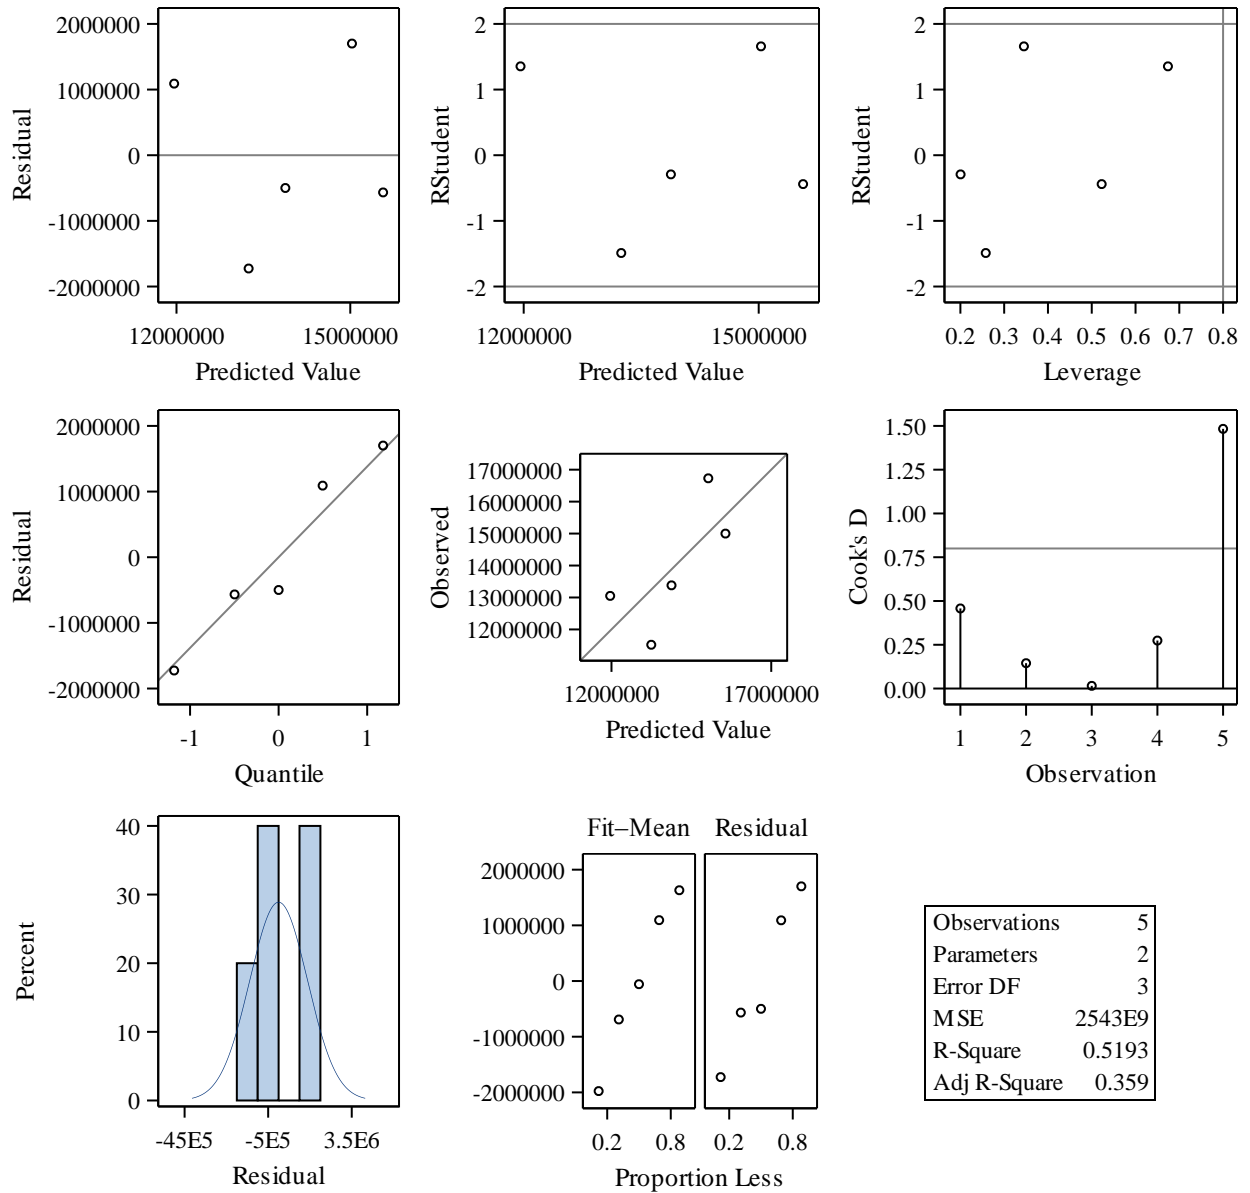 Residual
2000000
1000000
0
-1000000
-2000000
12000000 15000000
Predicted Value
RStudent
2
1
0
-1
-2
12000000 15000000
Predicted Value
RStudent
2
1
0
-1
-2
0.2 0.3 0.4 0.5 0.6 0.7 0.8
Leverage
Residual
2000000
1000000
0
-1000000
-2000000
-1 0 1
Quantile
Observed
17000000
16000000
15000000
14000000
13000000
12000000
12000000 17000000
Predicted Value
Cook's D
1.50
1.25
1.00
0.75
0.50
0.25
0.00
1 2 3 4 5
Observation
Percent
40
30
20
10
0
-45E5 -5E5 3.5E6
Residual
Fit–Mean Residual
2000000
1000000
0
-1000000
-2000000
0.2 0.8 0.2 0.8
Proportion Less
Observations 5
Parameters 2
Error DF 3
MSE 2543E9
R-Square 0.5193
Adj R-Square 0.359